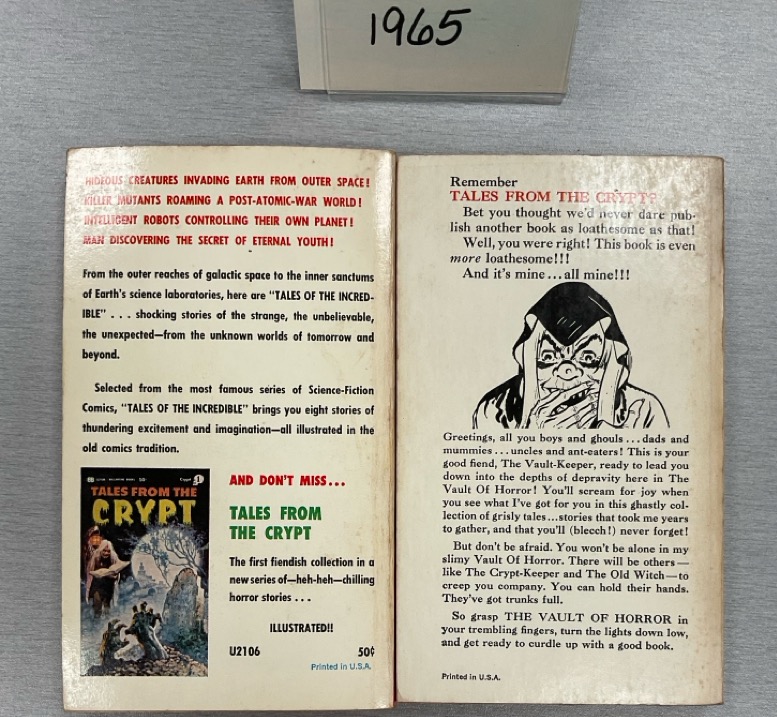 1965
HIDEOUS CREATURES INVADING EARTH FROM OUTER SPACE!
KILLER MUTANTS ROAMING A POST-ATOMIC-WAR WORLD!
INTELLIGENT ROBOTS CONTROLLING THEIR OWN PLANET!
MAN DISCOVERING THE SECRET OF ETERNAL YOUTH!
From the outer reaches of galactic space to the inner sanctums
of Earth's science laboratories, here are "TALES OF THE INCRED-
IBLE" . . . shocking stories of the strange, the unbelievable,
the unexpected—from the unknown worlds of tomorrow and
beyond.
Selected from the most famous series of Science-Fiction
Comics, "TALES OF THE INCREDIBLE" brings you eight stories of
thundering excitement and imagination—all illustrated in the
old comics tradition.
TALES FROM THE
CRYPT
AND DON'T MISS...
TALES FROM
THE CRYPT
The first fiendish collection in a
new series of—heh-heh—chilling
horror stories . . .
ILLUSTRATED!!
U2106 50¢
Printed in U.S.A.
Remember
TALES FROM THE CRYPT?
Bet you thought we'd never dare pub-
lish another book as loathesome as that!
Well, you were right! This book is even
more loathesome!!!
And it's mine...all mine!!!
Greetings, all you boys and ghouls...dads and
mummies...uncles and ant-eaters! This is your
good fiend, The Vault-Keeper, ready to lead you
down into the depths of depravity here in The
Vault Of Horror! You'll scream for joy when
you see what I've got for you in this ghastly col-
lection of grisly tales...stories that took me years
to gather, and that you'll (blecch!) never forget!
But don't be afraid. You won't be alone in my
slimy Vault Of Horror. There will be others—
like The Crypt-Keeper and The Old Witch—to
creep you company. You can hold their hands.
They've got trunks full.
So grasp THE VAULT OF HORROR in
your trembling fingers, turn the lights down low,
and get ready to curdle up with a good book.
Printed in U.S.A.